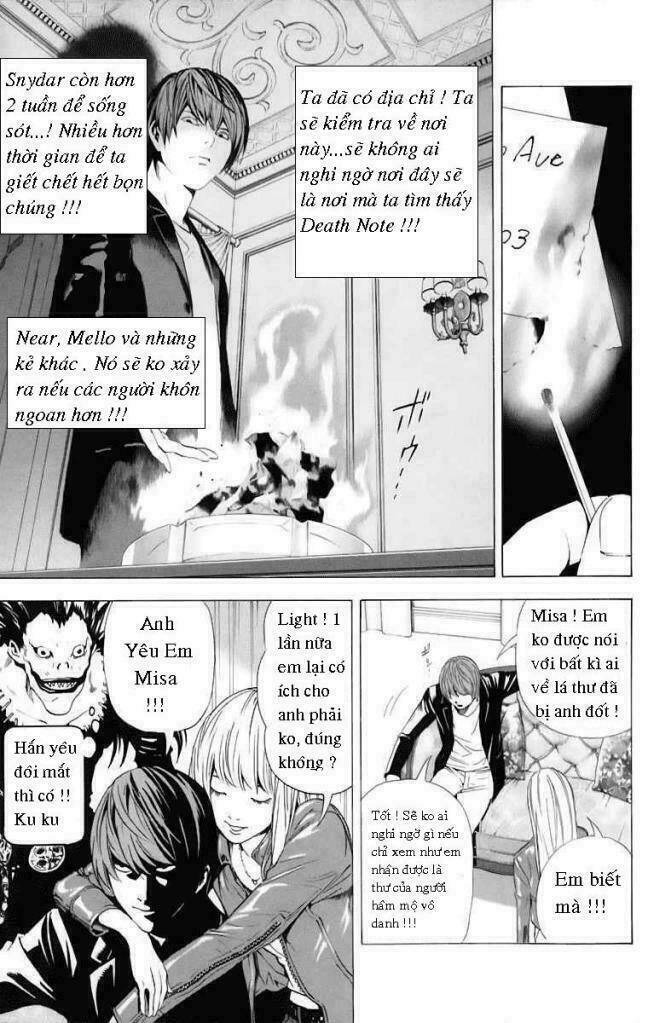 Ave
03
Ta đã có địa chỉ ! Ta
sẽ kiểm tra về nơi
này...sẽ không ai
nghi ngờ nơi đây sẽ
là nơi mà ta tìm thấy
Death Note !!!
Snydar còn hơn
2 tuần để sống
sót...! Nhiều hơn
thời gian để ta
giết chết hết bọn
chúng !!!
Near, Mello và những
kẻ khác . Nó sẽ ko xảy
ra nếu các người khôn
ngoan hơn !!!
ボッ
Misa ! Em
ko được nói
với bất kì ai
về lá thư đã
bị anh đốt !
Em biết
mà !!!
Tốt ! Sẽ ko ai
nghi ngờ gì nếu
chỉ xem như em
nhận được là
thư của người
hầm mộ vô
danh !!!
Light ! 1
lần nữa
em lại có
ích cho
anh phải
ko, đúng
không ?
Anh
Yêu Em
Misa
!!!
Hắn yêu
đôi mắt
thì có !!
Ku ku